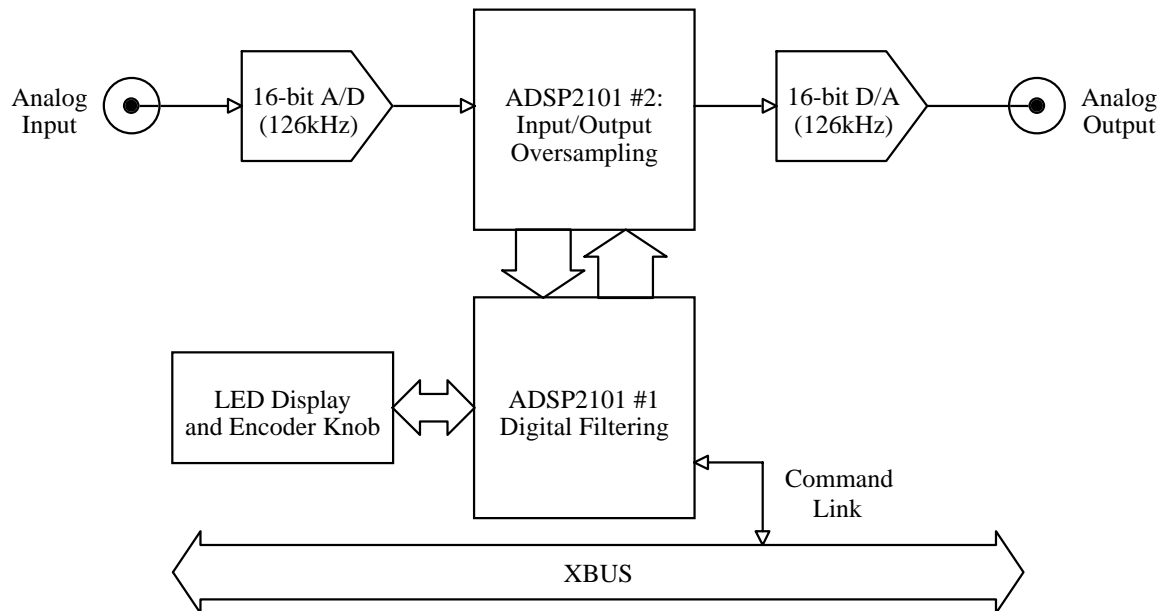 Analog
Input
16-bit A/D
(126kHz)
ADSP2101 #2:
Input/Output
Oversampling
16-bit D/A
(126kHz)
Analog
Output
LED Display
and Encoder Knob
ADSP2101 #1
Digital Filtering
Command
Link
XBUS